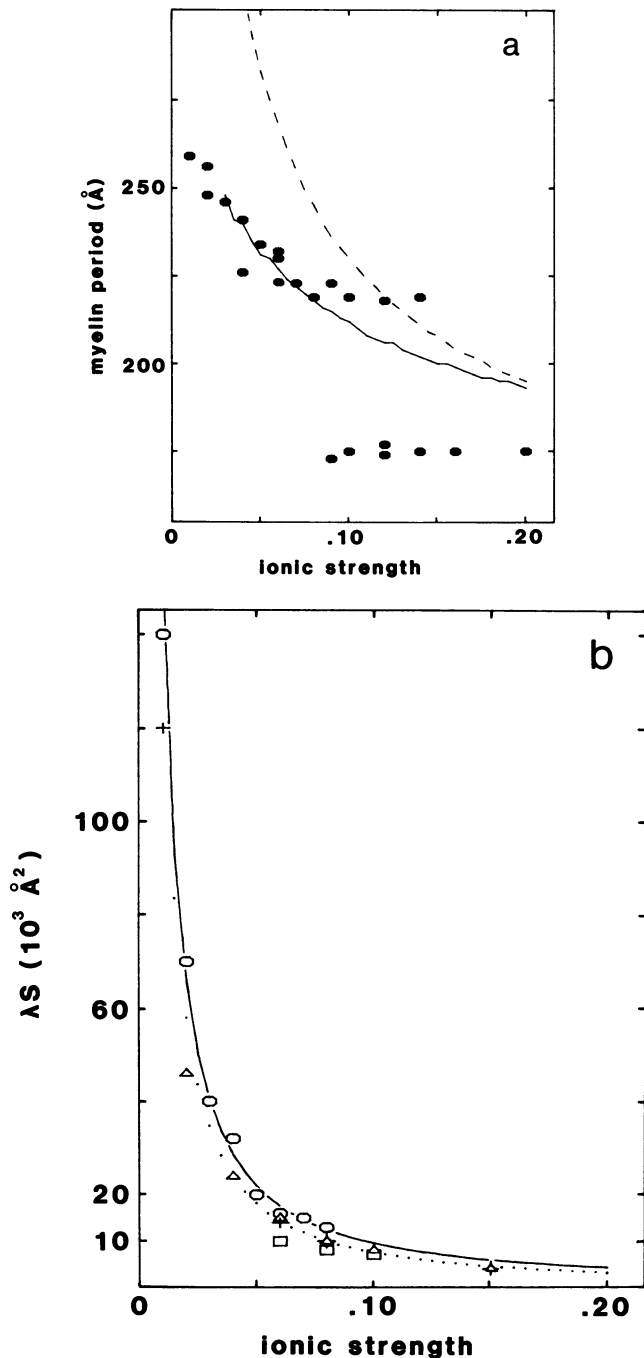 a
250
200
myelin period (Å)
0
.10
.20
ionic strength
b
100
60
20
10
λS (10³ Å²)
0
.10
.20
ionic strength